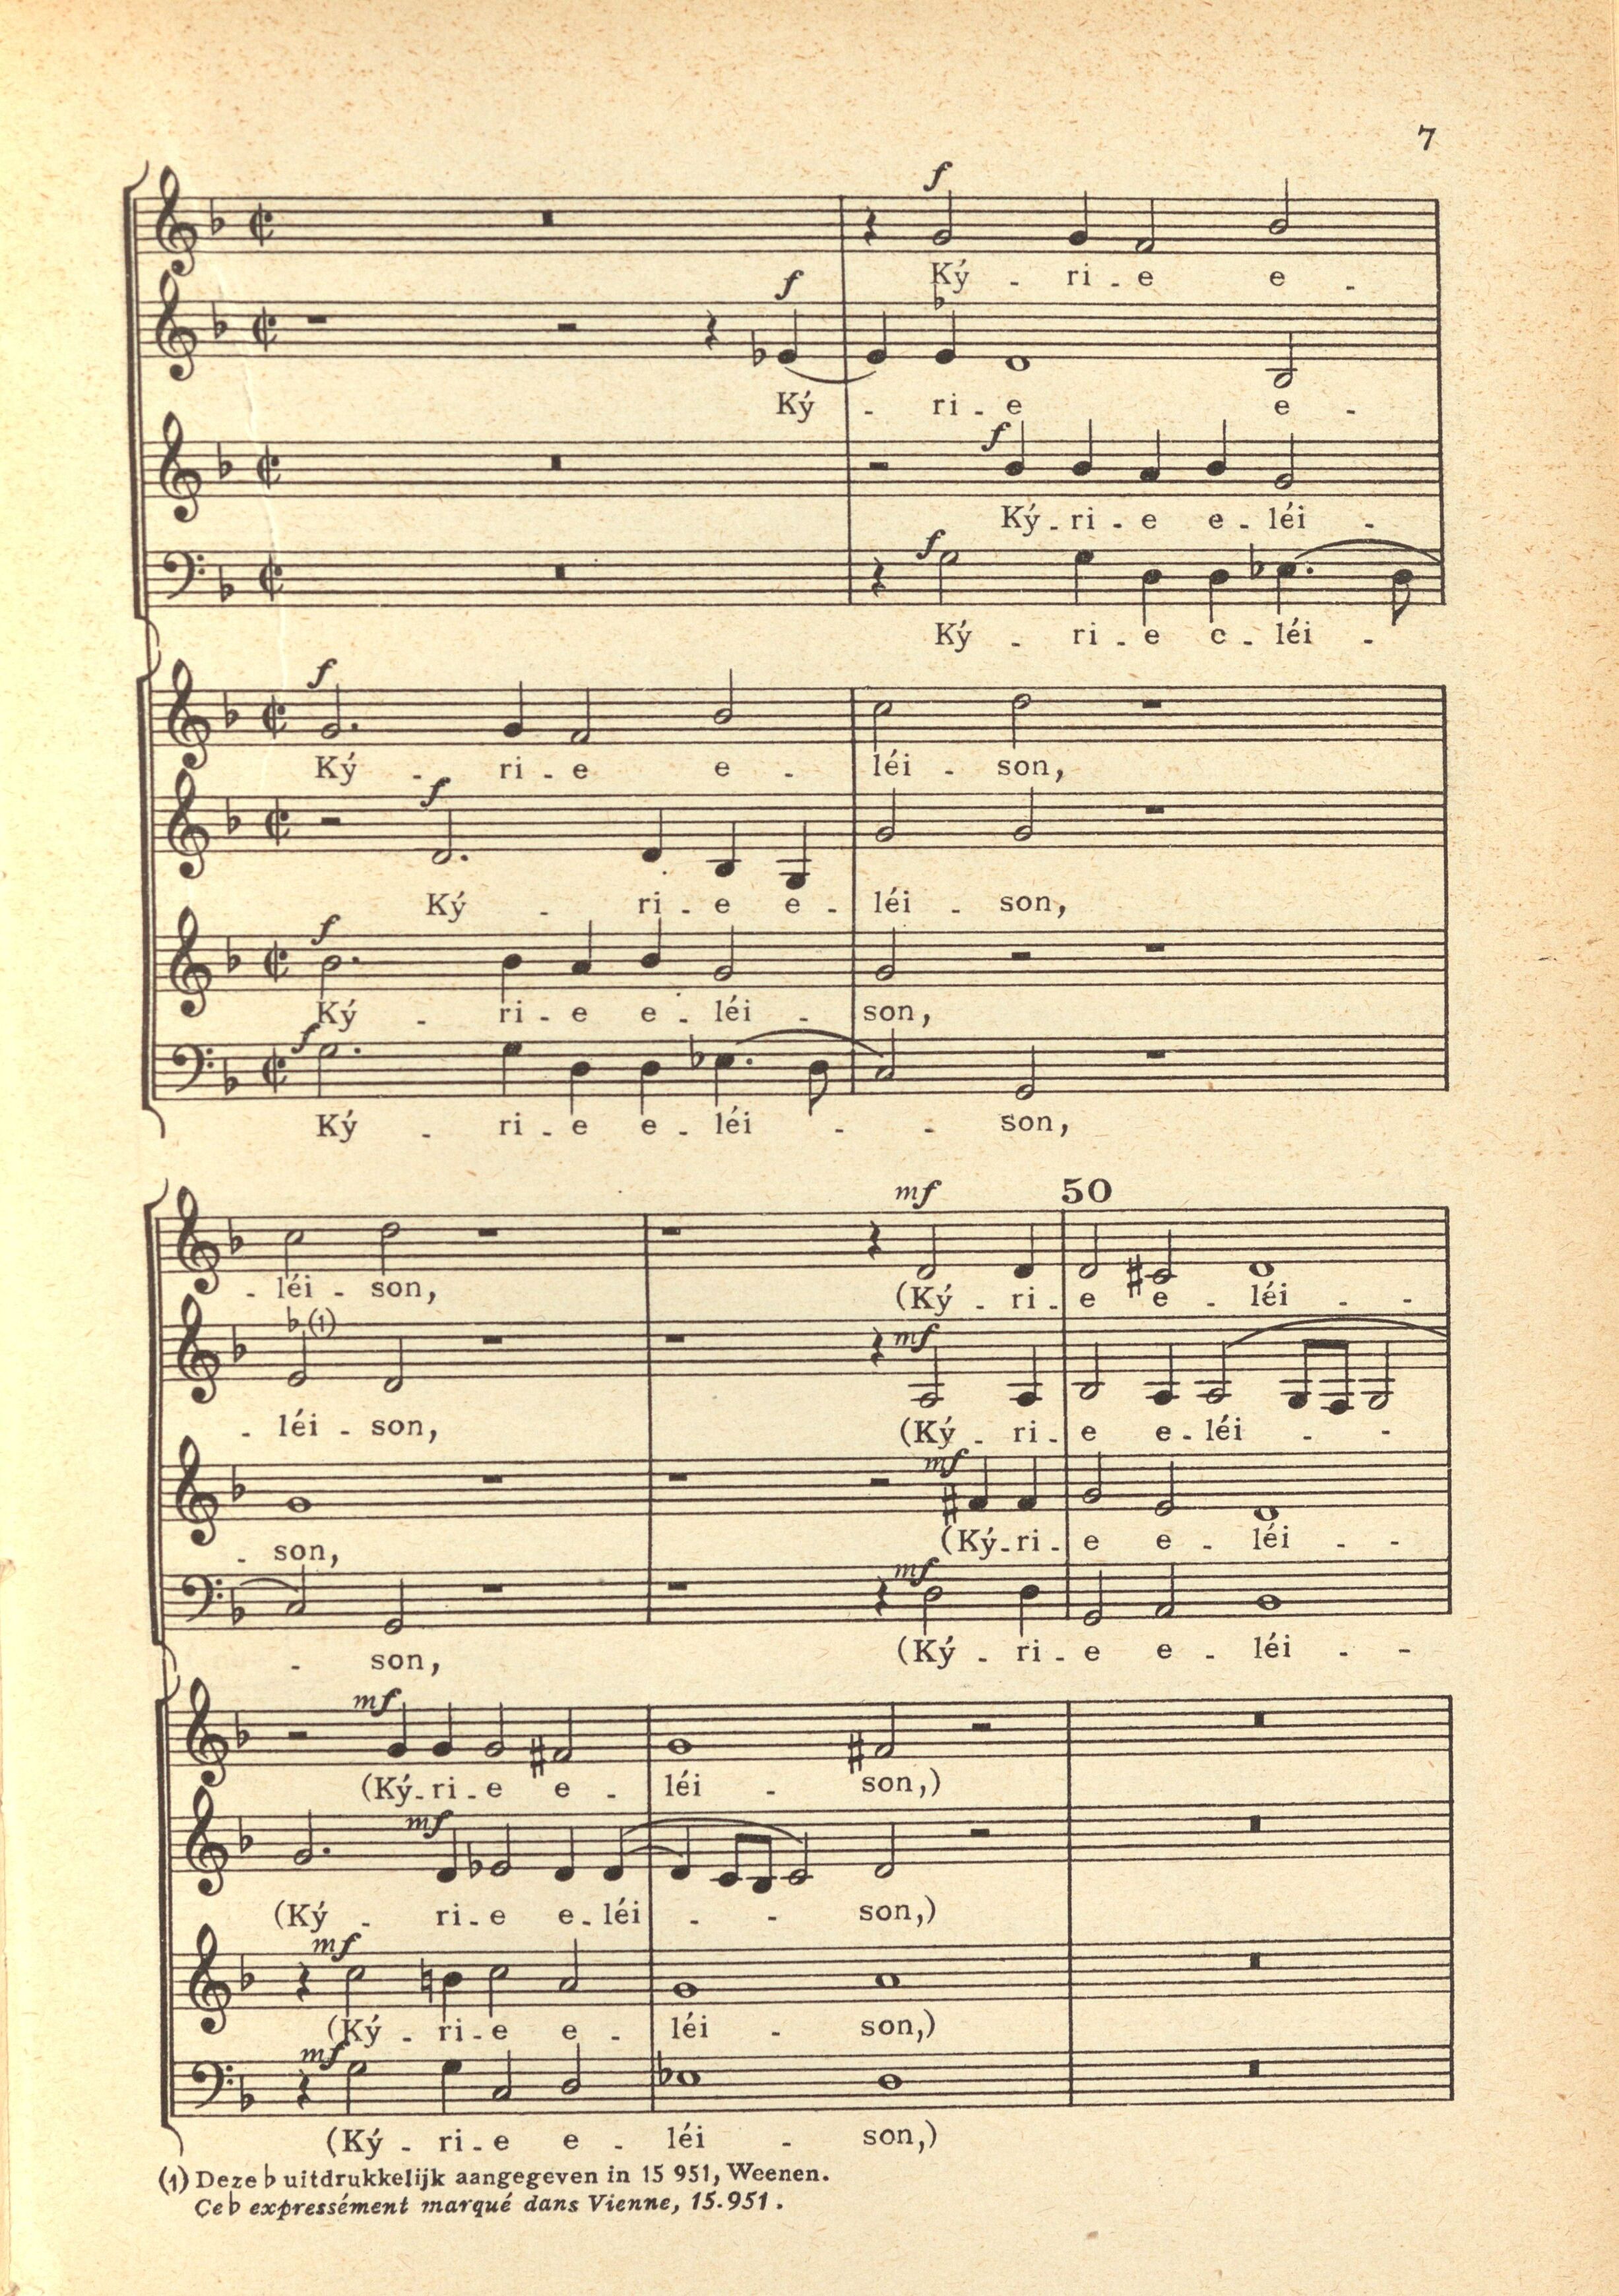 7
f
Ký - ri - e e -
f
Ký - ri - e e -
f
Ký - ri - e e - léi -
f
Ký - ri - e e - léi -
f
Ký - ri - e e - léi - son,
f
Ký - ri - e e - léi - son,
f
Ký - ri - e e - léi - son,
f
Ký - ri - e e - léi - - son,
mf 50
- léi - son, (Ký - ri - e e - léi - -
♭(1)
mf
- léi - son, (Ký - ri - e e - léi - -
mf
- son, (Ký - ri - e e - léi - -
mf
- son, (Ký - ri - e e - léi - -
mf
(Ký - ri - e e - léi - son,)
mf
(Ký - ri - e e - léi - - son,)
mf
(Ký - ri - e e - léi - son,)
mf
(Ký - ri - e e - léi - son,)
(1) Deze ♭ uitdrukkelijk aangegeven in 15 951, Weenen.
Ce ♭ expressément marqué dans Vienne, 15.951.